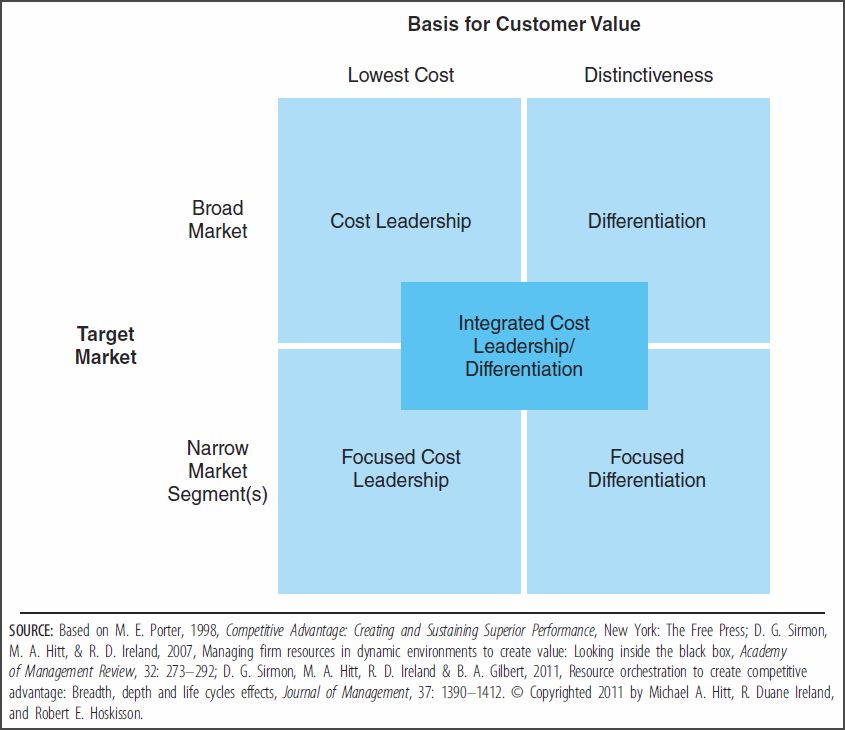 Basis for Customer Value
Lowest Cost
Distinctiveness
Broad
Market
Cost Leadership
Differentiation
Target
Market
Integrated Cost
Leadership/
Differentiation
Narrow
Market
Segment(s)
Focused Cost
Leadership
Focused
Differentiation
SOURCE: Based on M. E. Porter, 1998, Competitive Advantage: Creating and Sustaining Superior Performance, New York: The Free Press; D. G. Sirmon,
M. A. Hitt, & R. D. Ireland, 2007, Managing firm resources in dynamic environments to create value: Looking inside the black box, Academy
of Management Review, 32: 273–292; D. G. Sirmon, M. A. Hitt, R. D. Ireland & B. A. Gilbert, 2011, Resource orchestration to create competitive
advantage: Breadth, depth and life cycles effects, Journal of Management, 37: 1390–1412. © Copyrighted 2011 by Michael A. Hitt, R. Duane Ireland,
and Robert E. Hoskisson.